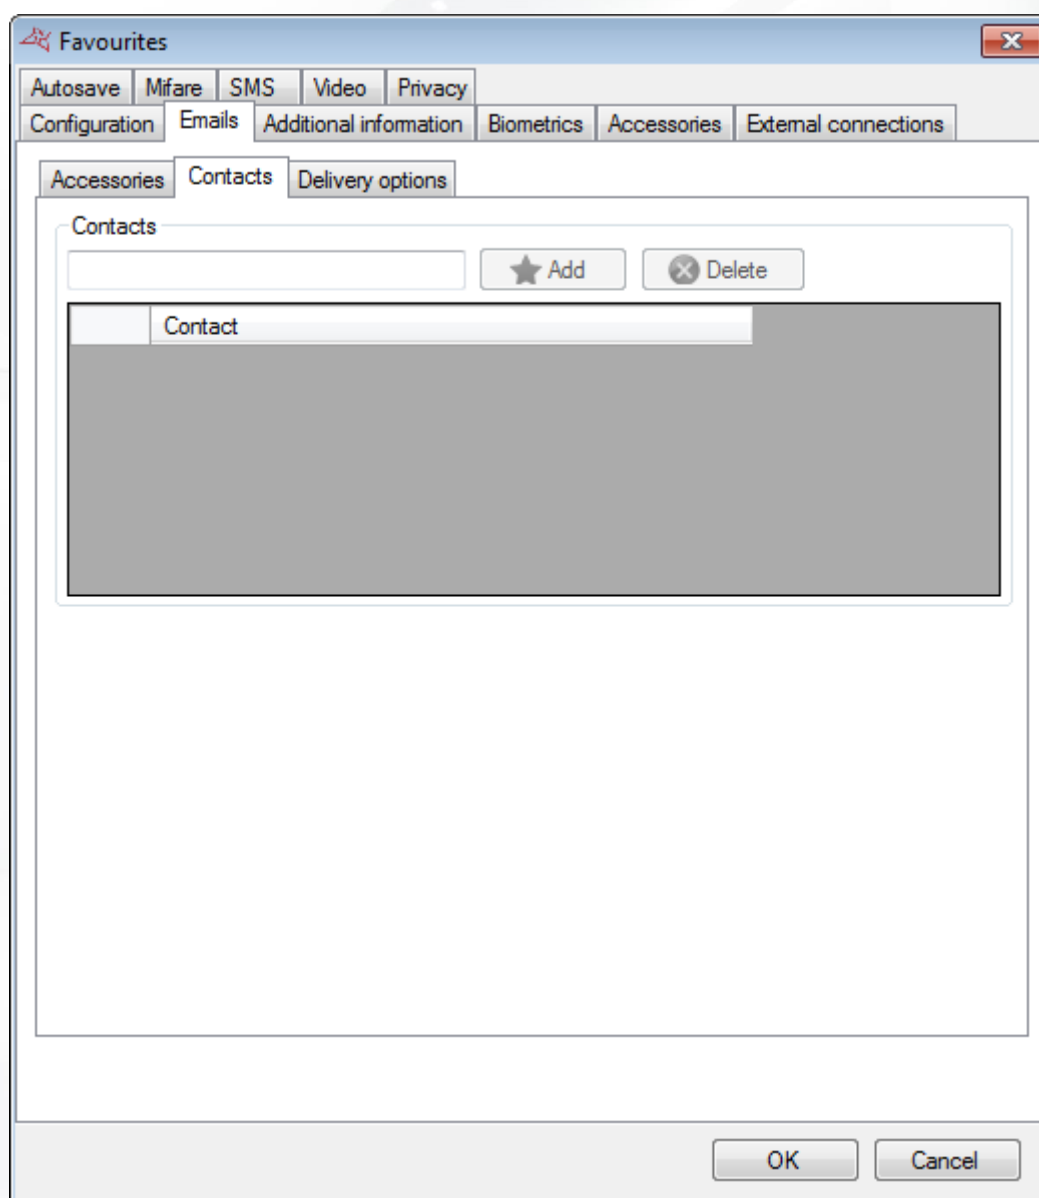 Favourites
Autosave Mifare SMS Video Privacy
Configuration Emails Additional information Biometrics Accessories External connections
Accessories Contacts Delivery options
Contacts
Add Delete
Contact
OK Cancel